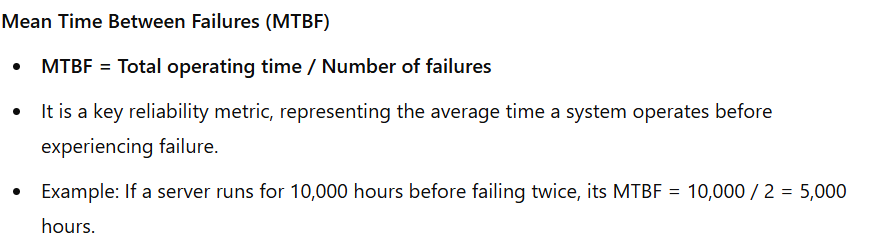 Mean Time Between Failures (MTBF)
• MTBF = Total operating time / Number of failures
• It is a key reliability metric, representing the average time a system operates before
experiencing failure.
• Example: If a server runs for 10,000 hours before failing twice, its MTBF = 10,000 / 2 = 5,000
hours.